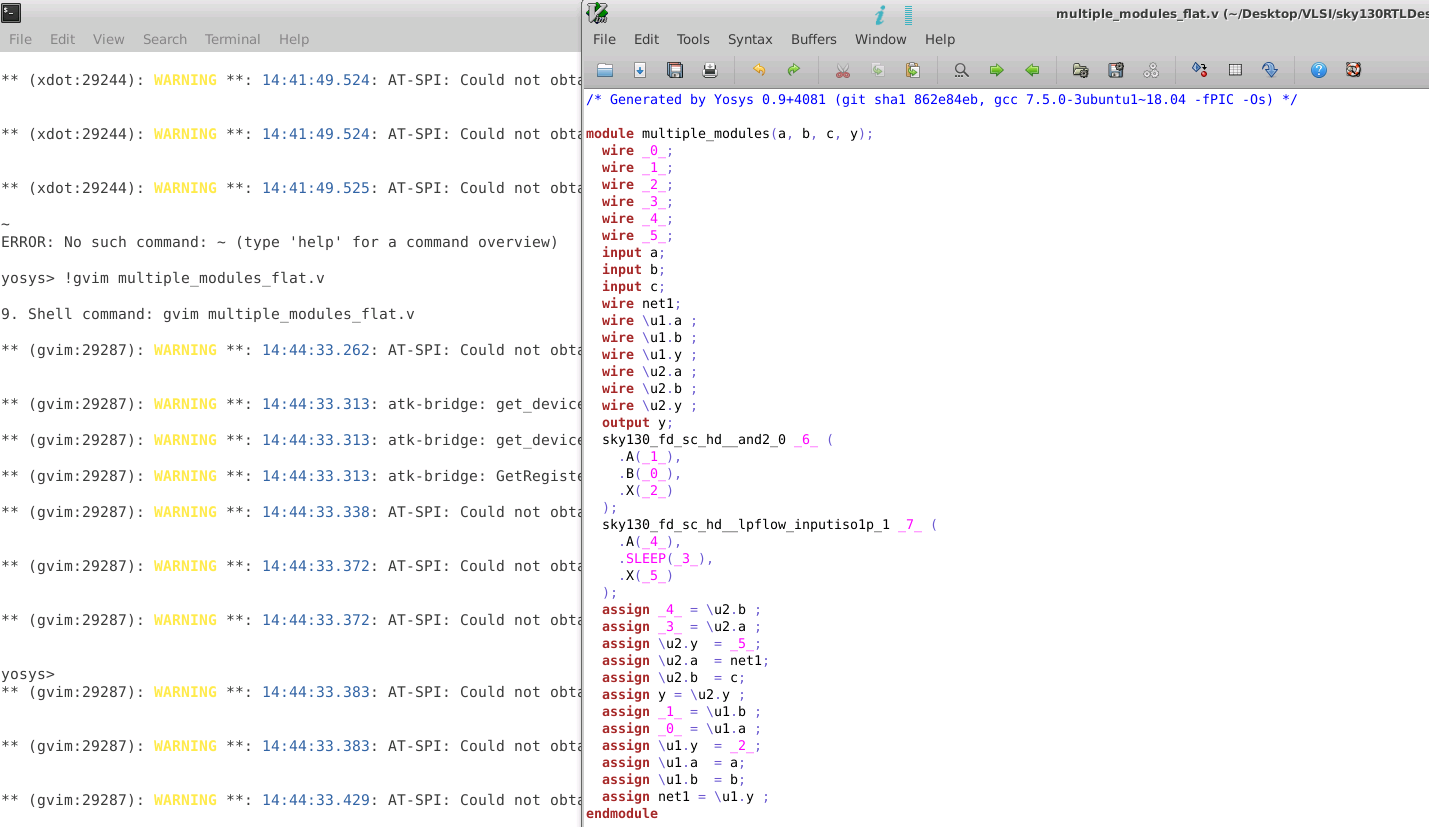 File Edit View Search Terminal Help
** (xdot:29244): WARNING **: 14:41:49.524: AT-SPI: Could not obta
** (xdot:29244): WARNING **: 14:41:49.524: AT-SPI: Could not obta
** (xdot:29244): WARNING **: 14:41:49.525: AT-SPI: Could not obta
~
ERROR: No such command: ~ (type 'help' for a command overview)
yosys> !gvim multiple_modules_flat.v
9. Shell command: gvim multiple_modules_flat.v
** (gvim:29287): WARNING **: 14:44:33.262: AT-SPI: Could not obta
** (gvim:29287): WARNING **: 14:44:33.313: atk-bridge: get_device
** (gvim:29287): WARNING **: 14:44:33.313: atk-bridge: get_device
** (gvim:29287): WARNING **: 14:44:33.313: atk-bridge: GetRegiste
** (gvim:29287): WARNING **: 14:44:33.338: AT-SPI: Could not obta
** (gvim:29287): WARNING **: 14:44:33.372: AT-SPI: Could not obta
** (gvim:29287): WARNING **: 14:44:33.372: AT-SPI: Could not obta
yosys>
** (gvim:29287): WARNING **: 14:44:33.383: AT-SPI: Could not obta
** (gvim:29287): WARNING **: 14:44:33.383: AT-SPI: Could not obta
** (gvim:29287): WARNING **: 14:44:33.429: AT-SPI: Could not obta
multiple_modules_flat.v (~/Desktop/VLSI/sky130RTLDes
File Edit Tools Syntax Buffers Window Help
/* Generated by Yosys 0.9+4081 (git sha1 862e84eb, gcc 7.5.0-3ubuntu1~18.04 -fPIC -Os) */
module multiple_modules(a, b, c, y);
  wire _0_;
  wire _1_;
  wire _2_;
  wire _3_;
  wire _4_;
  wire _5_;
  input a;
  input b;
  input c;
  wire net1;
  wire \u1.a ;
  wire \u1.b ;
  wire \u1.y ;
  wire \u2.a ;
  wire \u2.b ;
  wire \u2.y ;
  output y;
  sky130_fd_sc_hd__and2_0 _6_ (
    .A(_1_),
    .B(_0_),
    .X(_2_)
  );
  sky130_fd_sc_hd__lpflow_inputiso1p_1 _7_ (
    .A(_4_),
    .SLEEP(_3_),
    .X(_5_)
  );
  assign _4_ = \u2.b ;
  assign _3_ = \u2.a ;
  assign \u2.y  = _5_;
  assign \u2.a  = net1;
  assign \u2.b  = c;
  assign y = \u2.y ;
  assign _1_ = \u1.b ;
  assign _0_ = \u1.a ;
  assign \u1.y  = _2_;
  assign \u1.a  = a;
  assign \u1.b  = b;
  assign net1 = \u1.y ;
endmodule